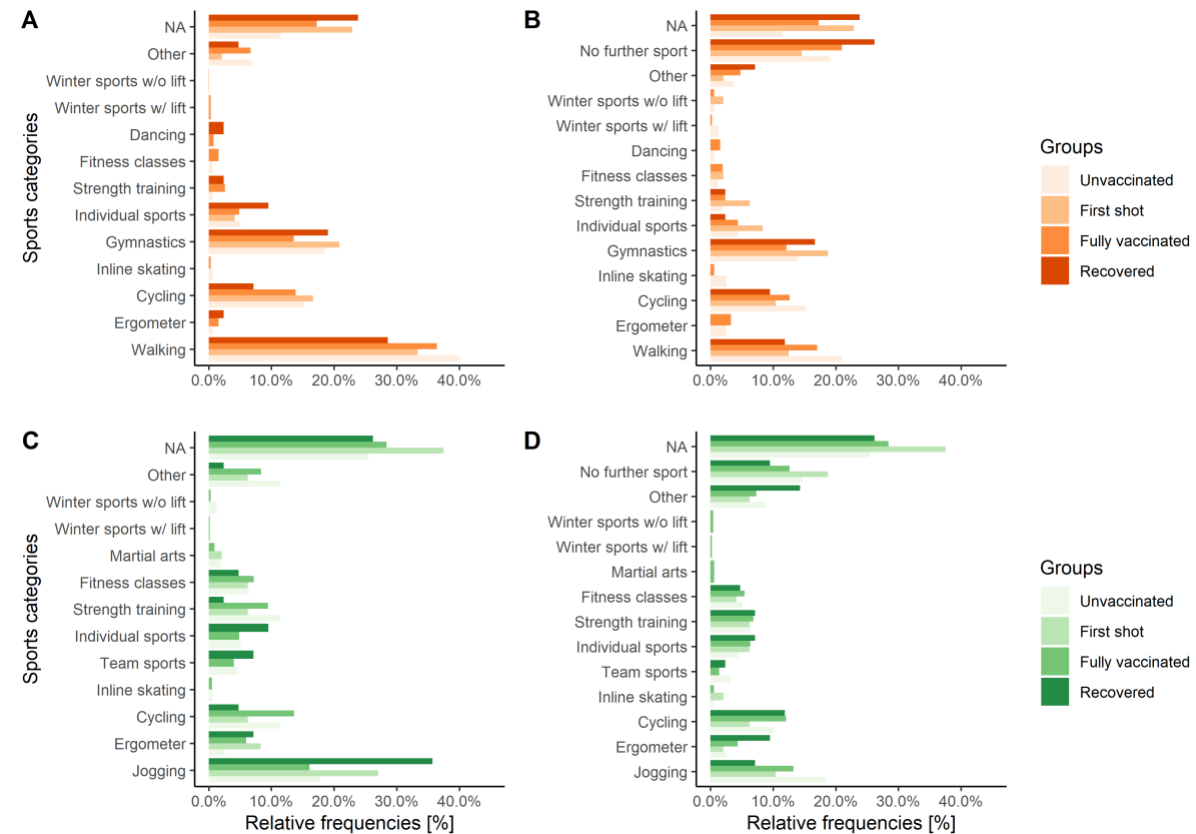 A
Sports categories
NA
Other
Winter sports w/o lift
Winter sports w/ lift
Dancing
Fitness classes
Strength training
Individual sports
Gymnastics
Inline skating
Cycling
Ergometer
Walking
0.0% 10.0% 20.0% 30.0% 40.0%
B
NA
No further sport
Other
Winter sports w/o lift
Winter sports w/ lift
Dancing
Fitness classes
Strength training
Individual sports
Gymnastics
Inline skating
Cycling
Ergometer
Walking
0.0% 10.0% 20.0% 30.0% 40.0%
Groups
Unvaccinated
First shot
Fully vaccinated
Recovered
C
Sports categories
NA
Other
Winter sports w/o lift
Winter sports w/ lift
Martial arts
Fitness classes
Strength training
Individual sports
Team sports
Inline skating
Cycling
Ergometer
Jogging
0.0% 10.0% 20.0% 30.0% 40.0%
Relative frequencies [%]
D
NA
No further sport
Other
Winter sports w/o lift
Winter sports w/ lift
Martial arts
Fitness classes
Strength training
Individual sports
Team sports
Inline skating
Cycling
Ergometer
Jogging
0.0% 10.0% 20.0% 30.0% 40.0%
Relative frequencies [%]
Groups
Unvaccinated
First shot
Fully vaccinated
Recovered